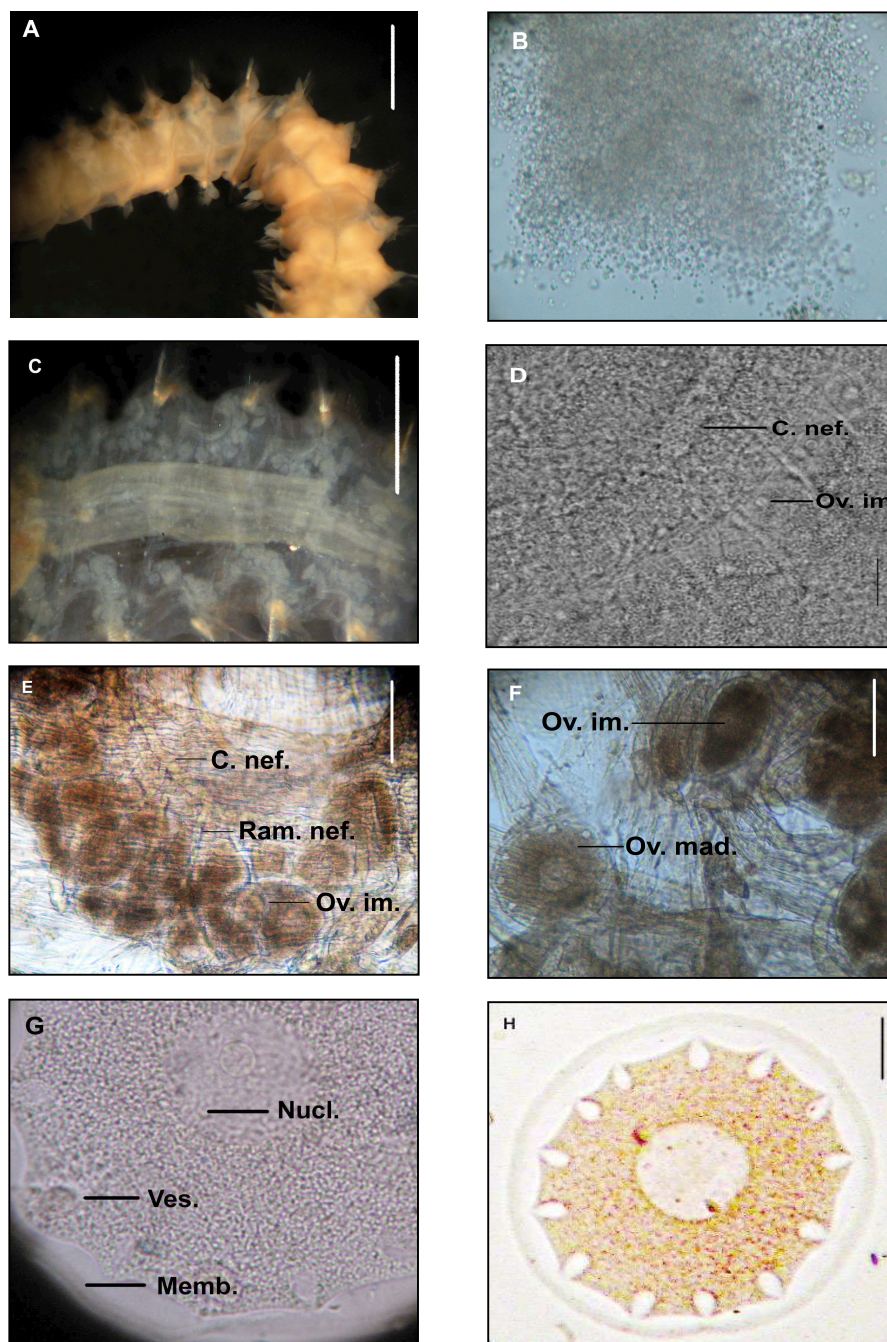 A
B
C
D
C. nef.
Ov. im
E
C. nef.
Ram. nef.
Ov. im.
F
Ov. im.
Ov. mad.
G
Nucl.
Ves.
Memb.
H